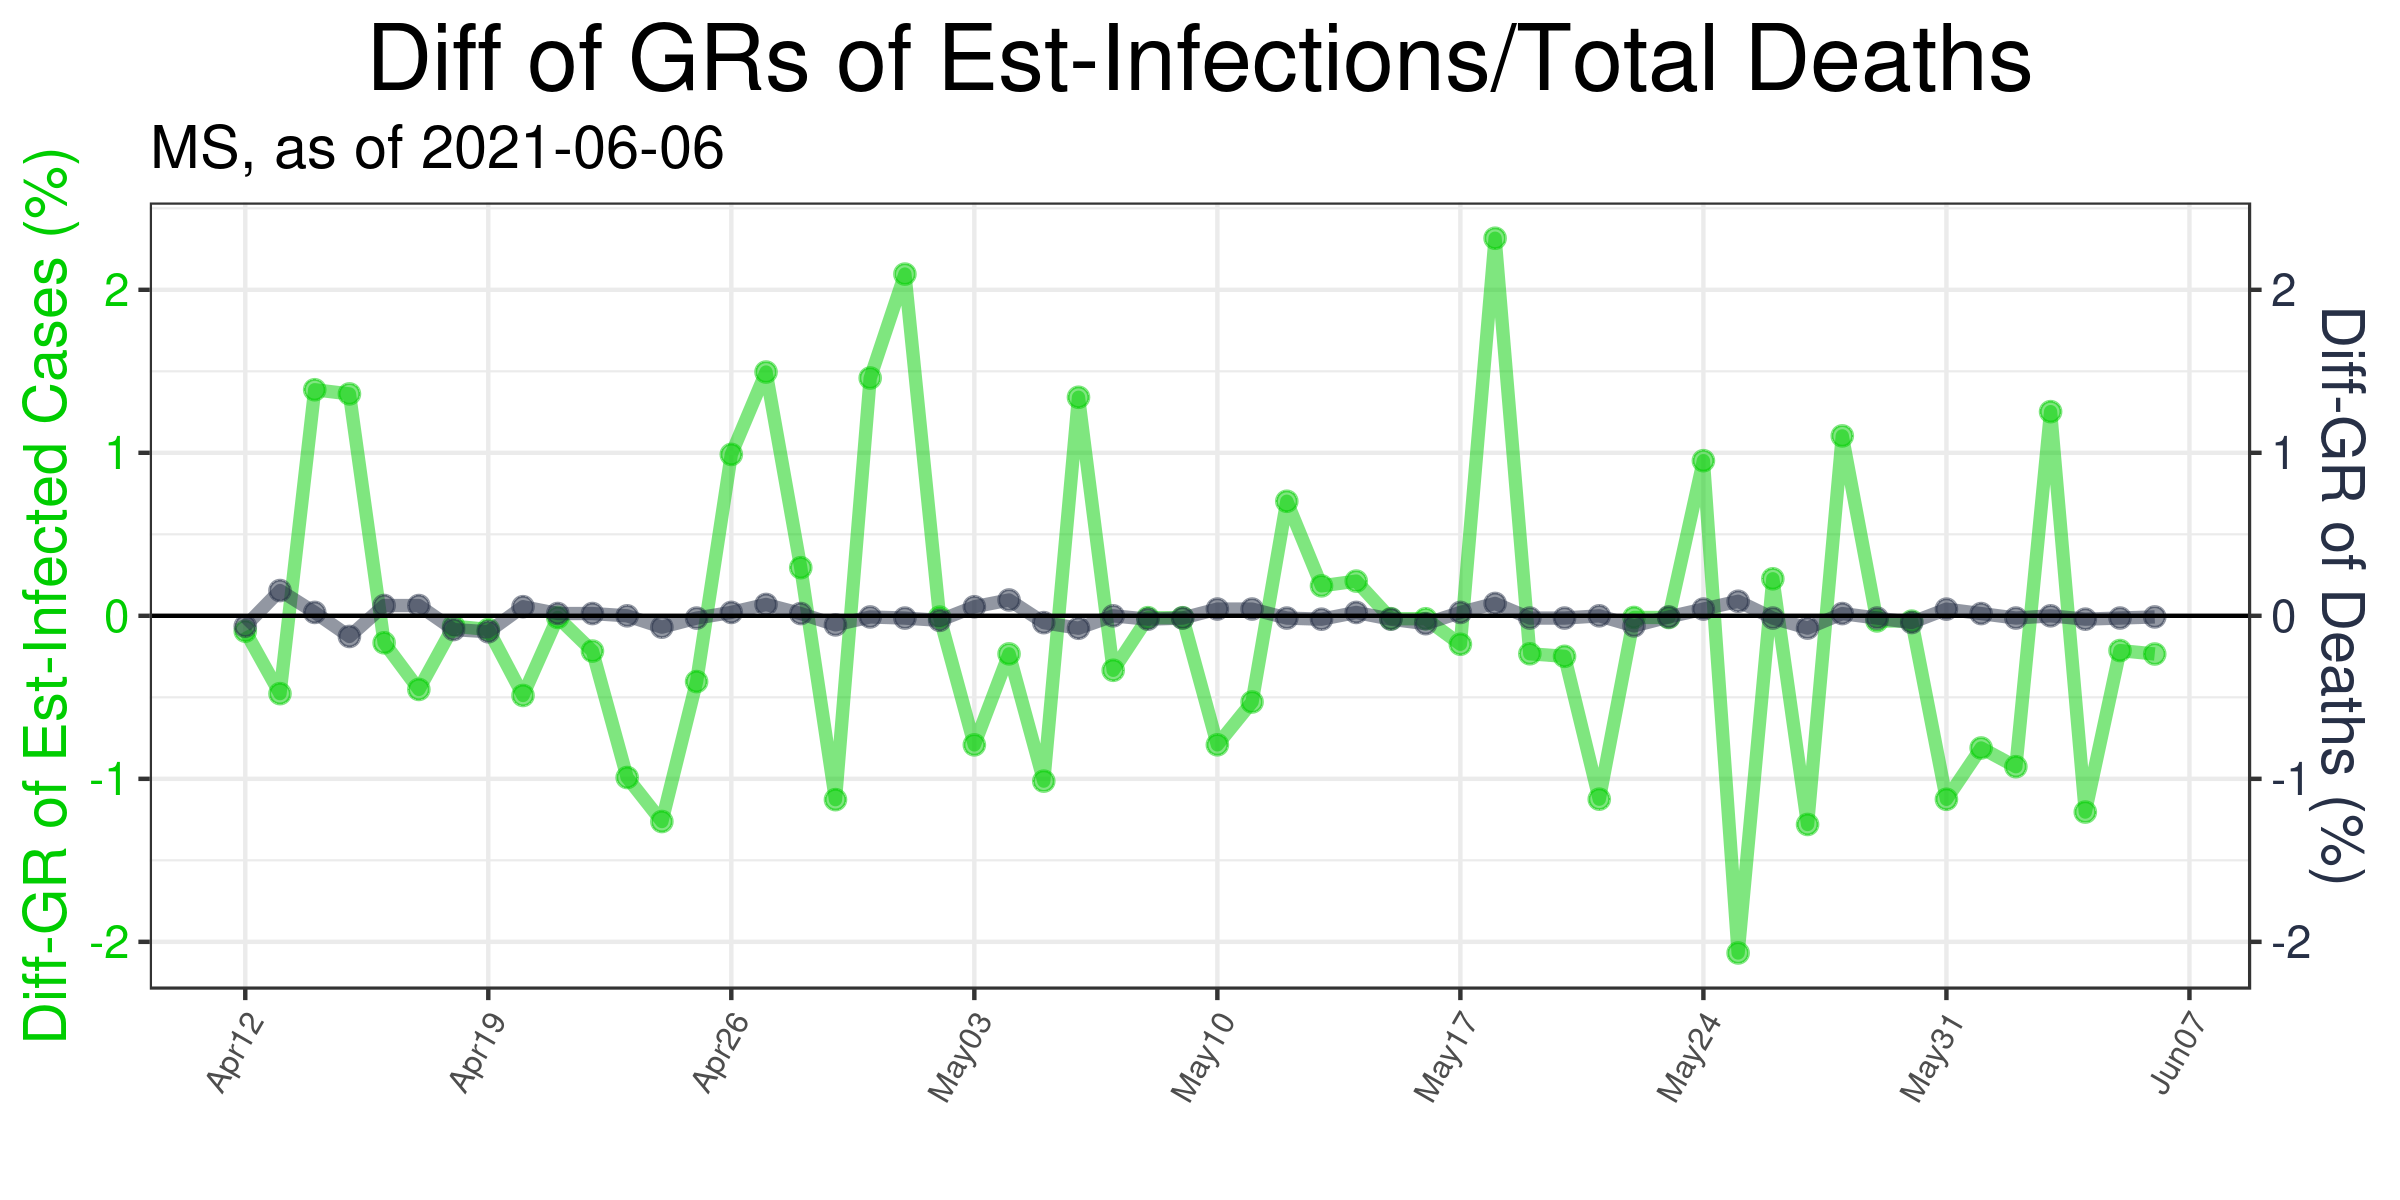 Diff of GRs of Est-Infections/Total Deaths
MS, as of 2021-06-06
Diff-GR of Est-Infected Cases (%)
2
1
0
-1
-2
2
1
0
-1
-2
Diff-GR of Deaths (%)
Apr12
Apr19
Apr26
May03
May10
May17
May24
May31
Jun07